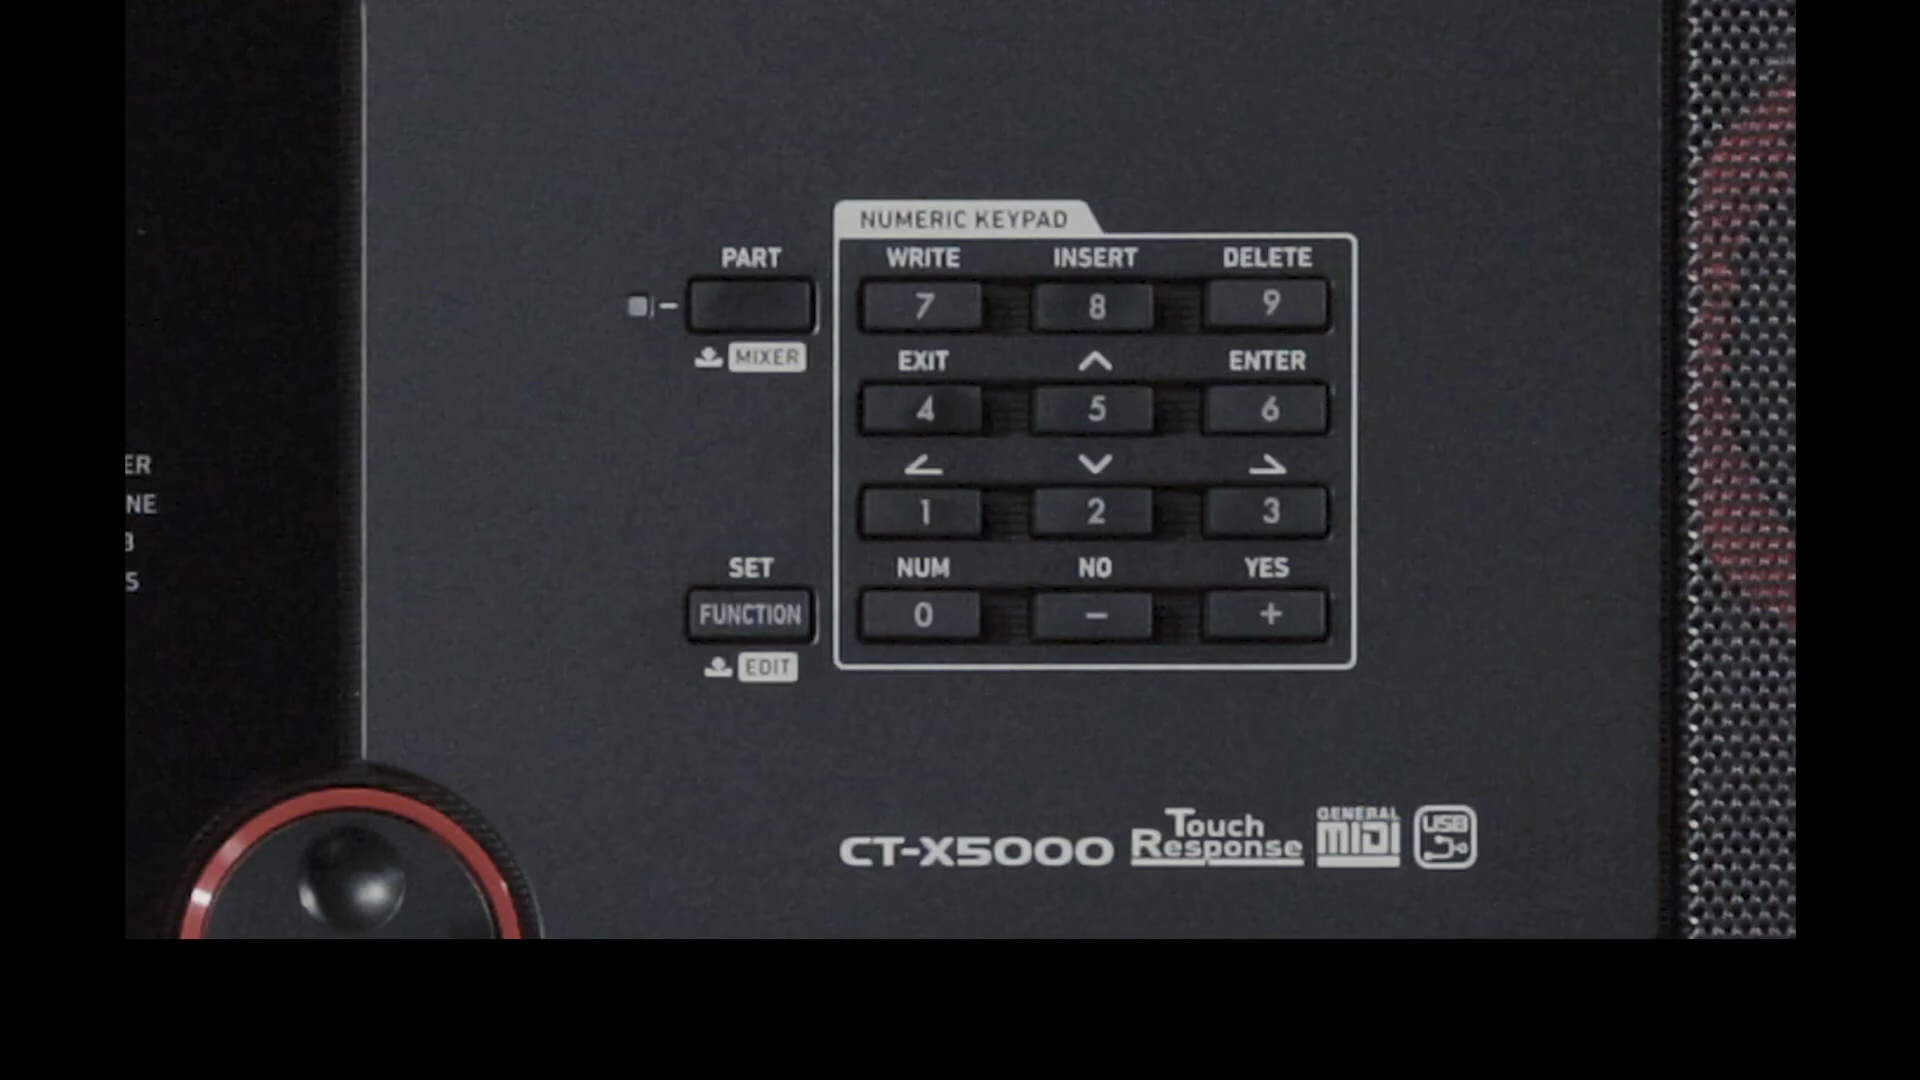 NUMERIC KEYPAD
PART WRITE INSERT DELETE
7 8 9
MIXER
EXIT ENTER
4 5 6
ER
NE
1 2 3
S
SET NUM NO YES
FUNCTION 0 - +
EDIT
CT-X5000 Touch Response GENERAL MIDI USB